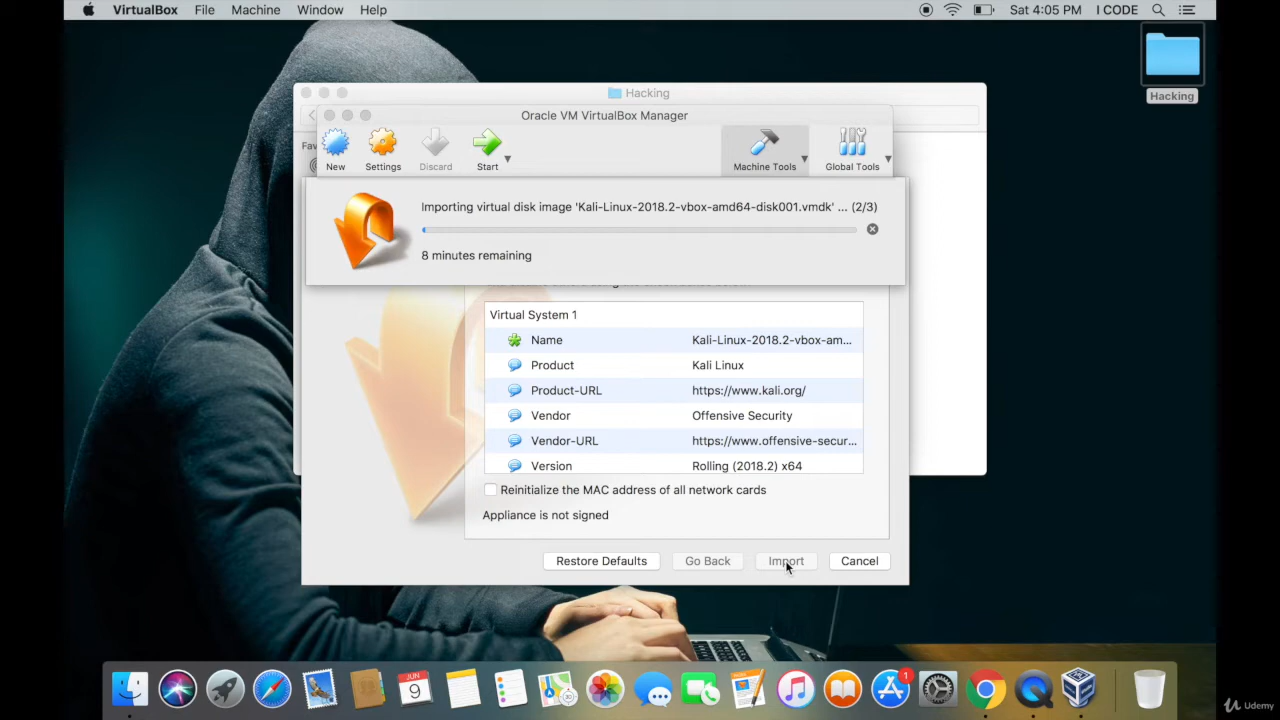 VirtualBox File Machine Window Help Sat 4:05 PM I CODE
Hacking
Hacking
Oracle VM VirtualBox Manager
New Settings Discard Start Machine Tools Global Tools
Importing virtual disk image 'Kali-Linux-2018.2-vbox-amd64-disk001.vmdk' ... (2/3)
8 minutes remaining
Virtual System 1
Name Kali-Linux-2018.2-vbox-am...
Product Kali Linux
Product-URL https://www.kali.org/
Vendor Offensive Security
Vendor-URL https://www.offensive-secur...
Version Rolling (2018.2) x64
Reinitialize the MAC address of all network cards
Appliance is not signed
Restore Defaults Go Back Import Cancel
JUN
9
1
Udemy